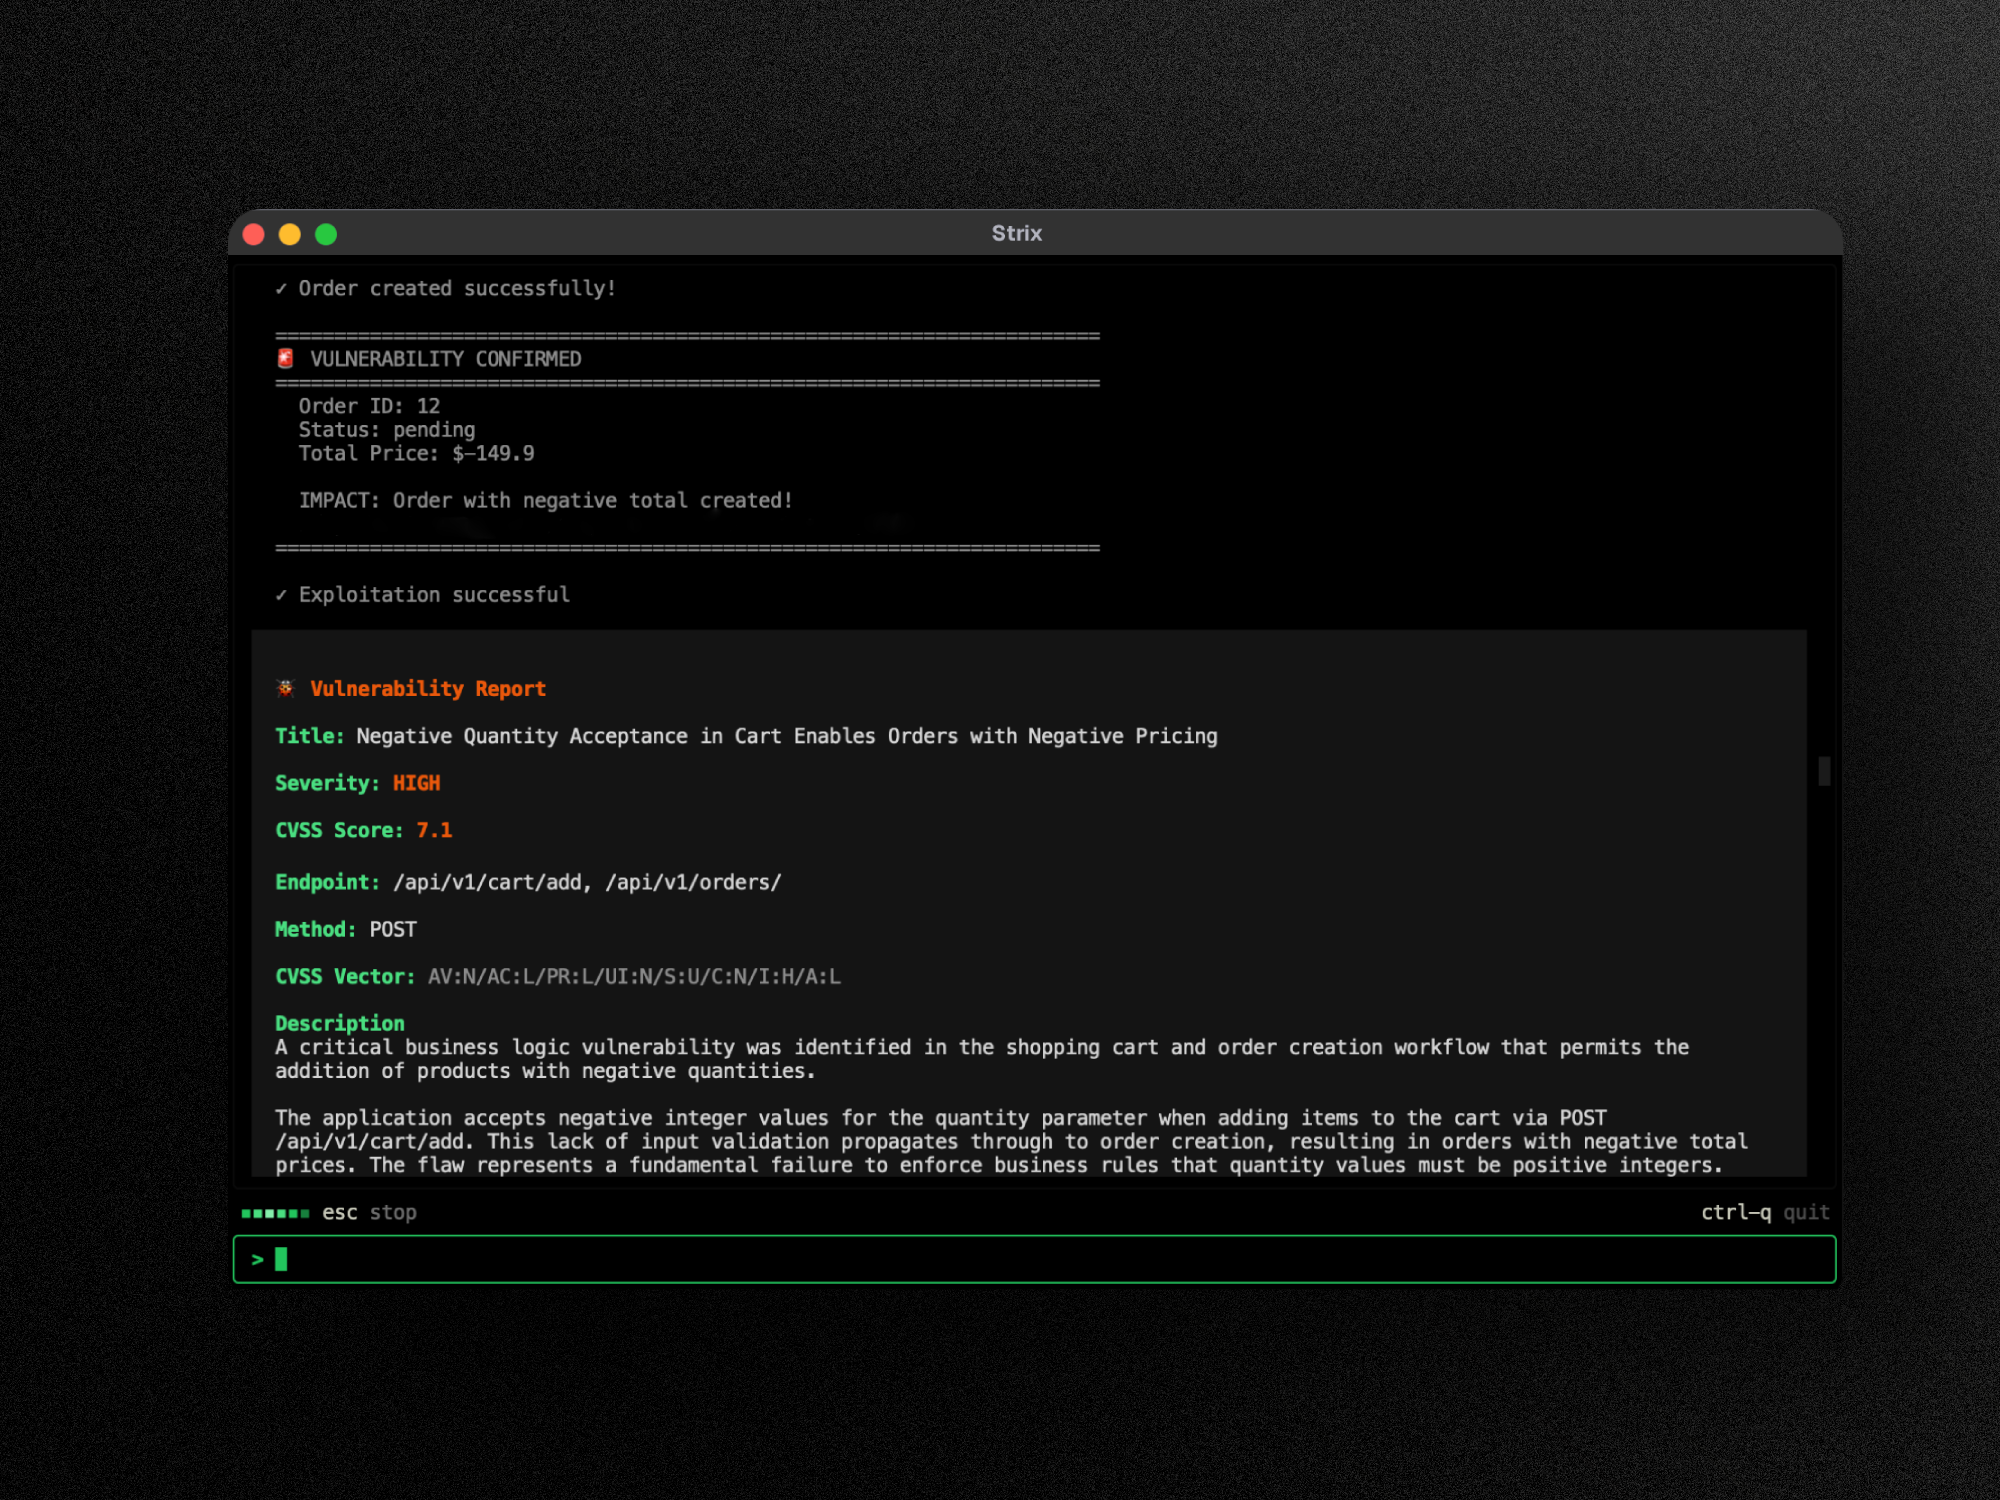 Strix
✓ Order created successfully!
======================================================================
🚨 VULNERABILITY CONFIRMED
======================================================================
Order ID: 12
Status: pending
Total Price: $-149.9
IMPACT: Order with negative total created!
======================================================================
✓ Exploitation successful
🐞 Vulnerability Report
Title: Negative Quantity Acceptance in Cart Enables Orders with Negative Pricing
Severity: HIGH
CVSS Score: 7.1
Endpoint: /api/v1/cart/add, /api/v1/orders/
Method: POST
CVSS Vector: AV:N/AC:L/PR:L/UI:N/S:U/C:N/I:H/A:L
Description
A critical business logic vulnerability was identified in the shopping cart and order creation workflow that permits the
addition of products with negative quantities.
The application accepts negative integer values for the quantity parameter when adding items to the cart via POST
/api/v1/cart/add. This lack of input validation propagates through to order creation, resulting in orders with negative total
prices. The flaw represents a fundamental failure to enforce business rules that quantity values must be positive integers.
esc stop
ctrl-q quit
>